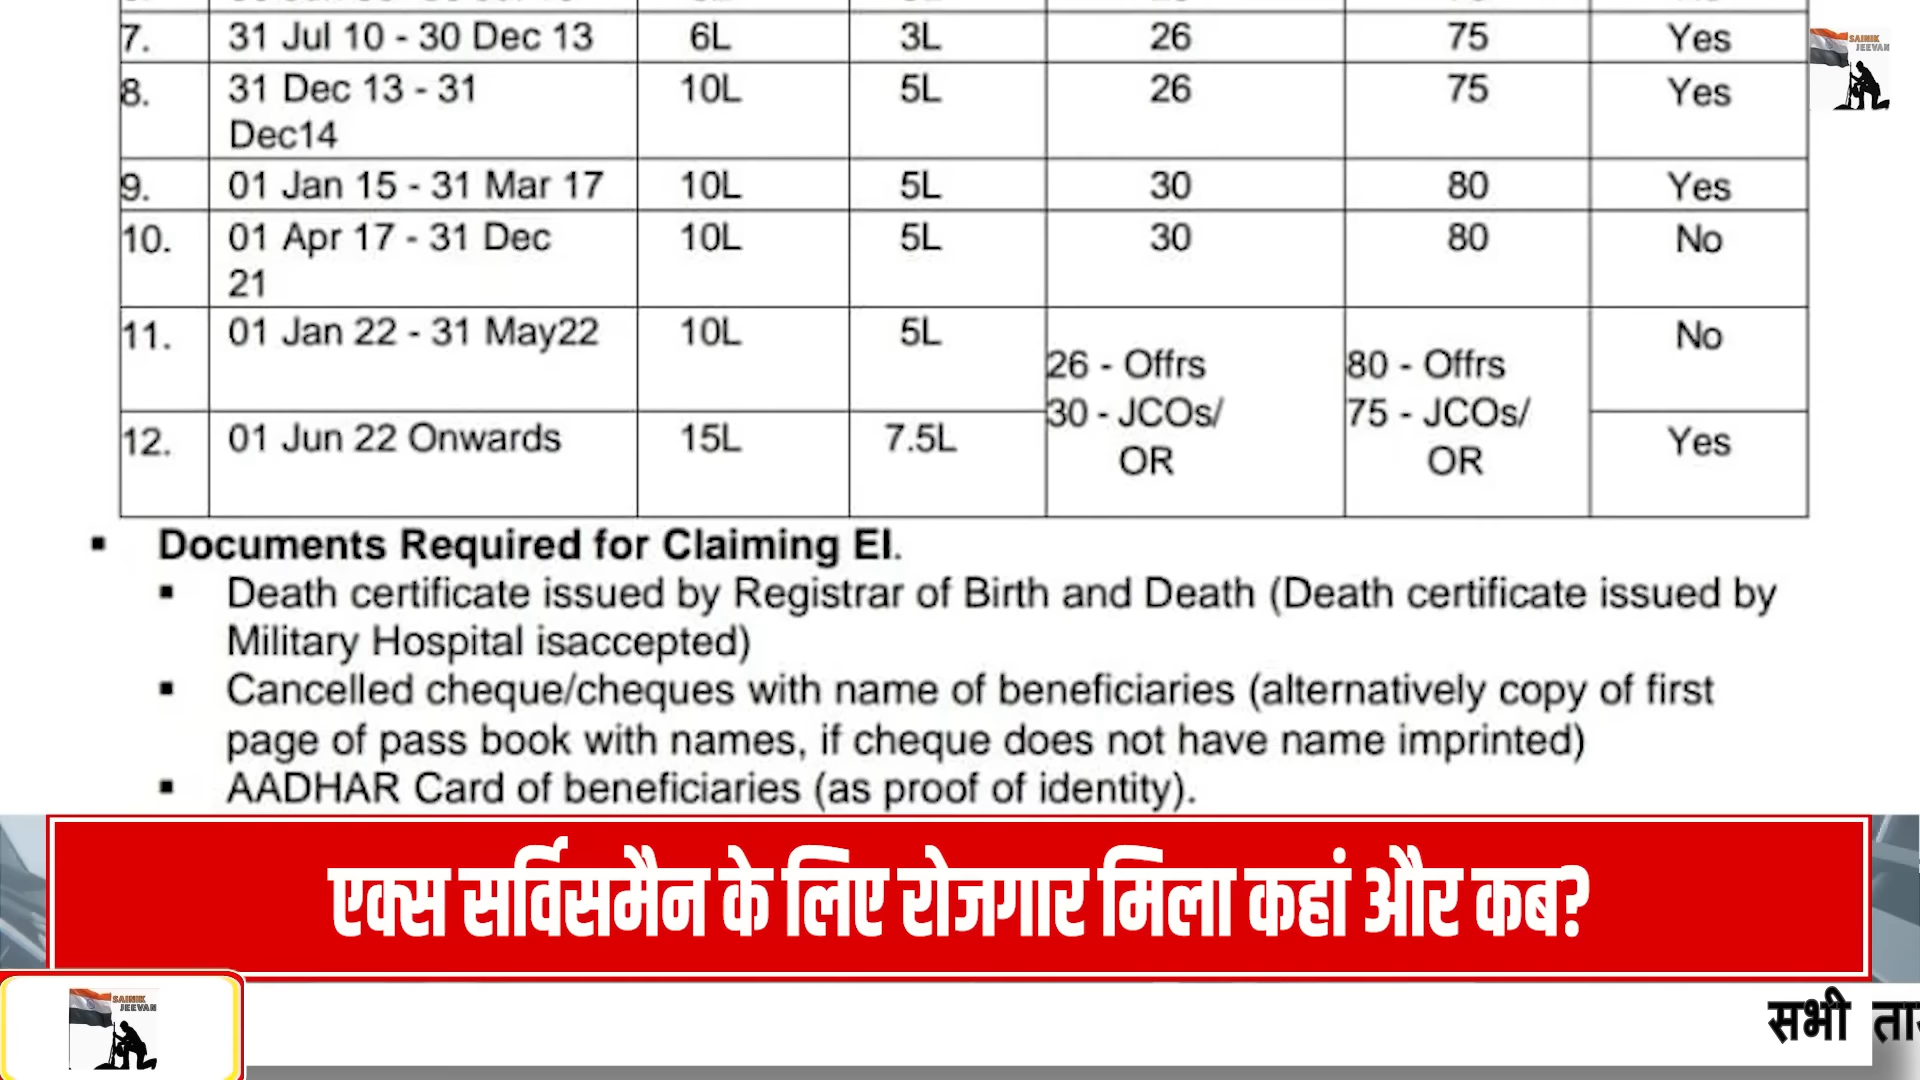 7. 31 Jul 10 - 30 Dec 13 6L 3L 26 75 Yes
8. 31 Dec 13 - 31 10L 5L 26 75 Yes
Dec14
9. 01 Jan 15 - 31 Mar 17 10L 5L 30 80 Yes
10. 01 Apr 17 - 31 Dec 10L 5L 30 80 No
21
11. 01 Jan 22 - 31 May22 10L 5L No
26 - Offrs 80 - Offrs
30 - JCOs/ 75 - JCOs/
12. 01 Jun 22 Onwards 15L 7.5L Yes
OR OR
▪ Documents Required for Claiming EI.
▪ Death certificate issued by Registrar of Birth and Death (Death certificate issued by
Military Hospital isaccepted)
▪ Cancelled cheque/cheques with name of beneficiaries (alternatively copy of first
page of pass book with names, if cheque does not have name imprinted)
▪ AADHAR Card of beneficiaries (as proof of identity).
SAINIK
JEEVAN
एक्स सर्विसमैन के लिए रोजगार मिला कहां और कब?
SAINIK
JEEVAN
सभी